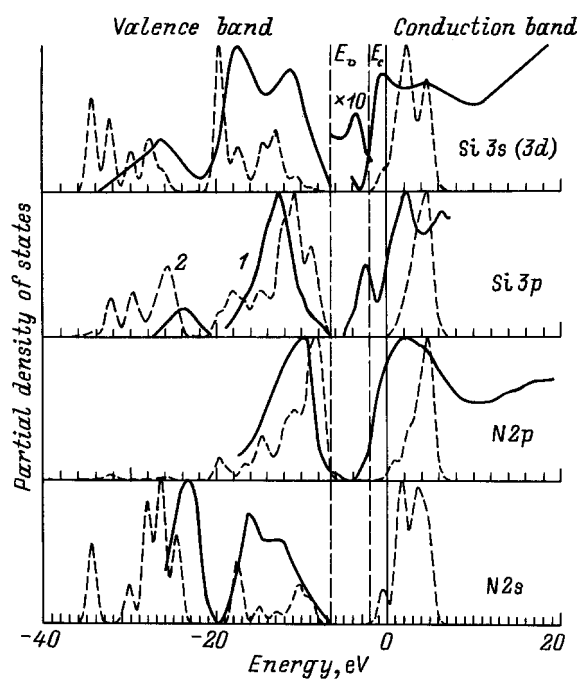 Valence band
Conduction band
E_v
E_c
×10
Si 3s (3d)
1
2
Si 3p
N2p
N2s
Partial density of states
-40
-20
0
20
Energy, eV